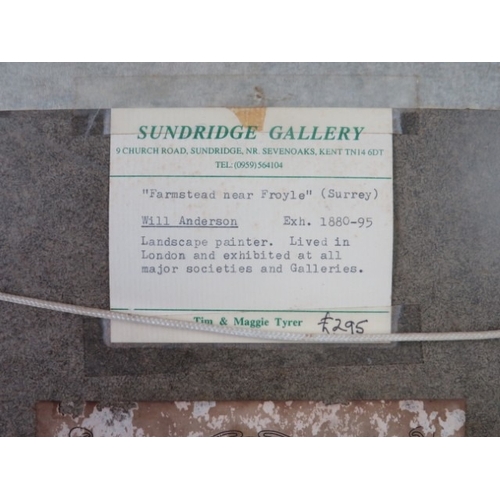 SUNDRIDGE GALLERY
9 CHURCH ROAD, SUNDRIDGE, NR. SEVENOAKS, KENT TN14 6DT
TEL: (0959) 564104
"Farmstead near Froyle" (Surrey)
Will Anderson Exh. 1880-95
Landscape painter. Lived in
London and exhibited at all
major societies and Galleries.
Tim & Maggie Tyrer £295